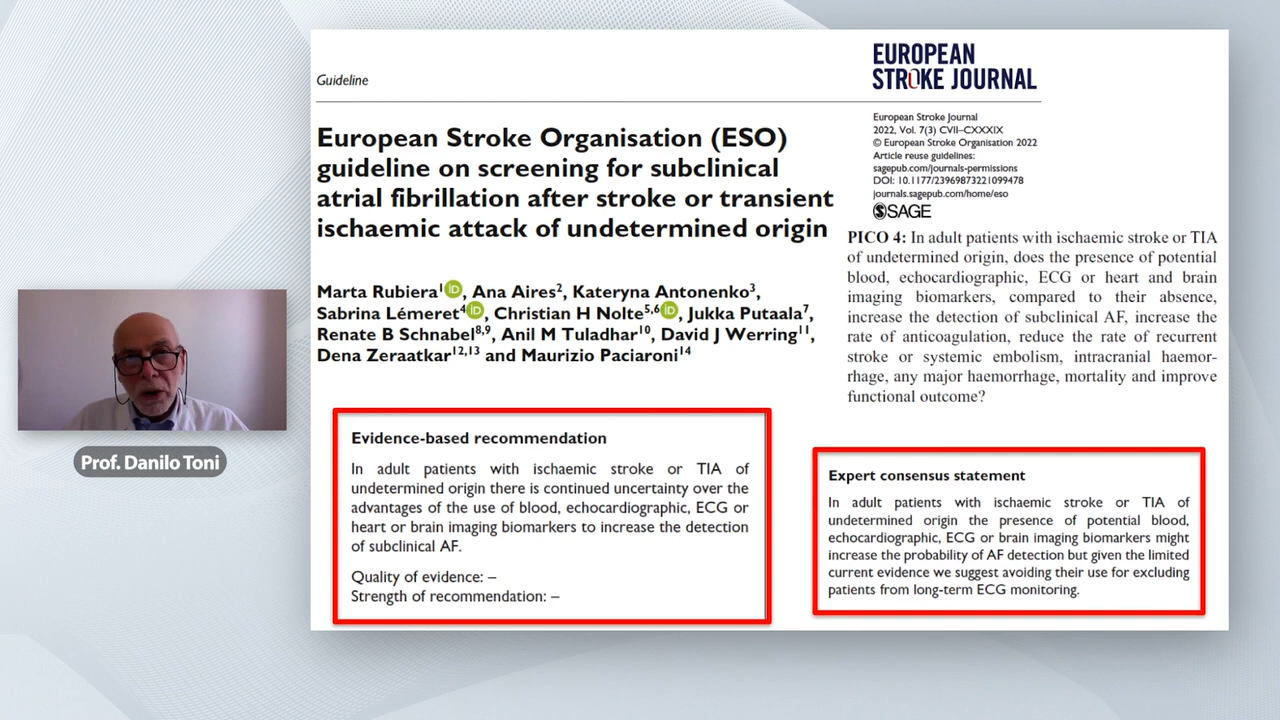 Guideline
EUROPEAN
STROKE JOURNAL
European Stroke Journal
2022, Vol. 7(3) CVII–CXXXIX
© European Stroke Organisation 2022
Article reuse guidelines:
sagepub.com/journals-permissions
DOI: 10.1177/23969873221099478
journals.sagepub.com/home/eso
SAGE
European Stroke Organisation (ESO)
guideline on screening for subclinical
atrial fibrillation after stroke or transient
ischaemic attack of undetermined origin
Marta Rubiera1 iD, Ana Aires2, Kateryna Antonenko3,
Sabrina Lémeret4 iD, Christian H Nolte5,6 iD, Jukka Putaala7,
Renate B Schnabel8,9, Anil M Tuladhar10, David J Werring11,
Dena Zeraatkar12,13 and Maurizio Paciaroni14
PICO 4: In adult patients with ischaemic stroke or TIA
of undetermined origin, does the presence of potential
blood, echocardiographic, ECG or heart and brain
imaging biomarkers, compared to their absence,
increase the detection of subclinical AF, increase the
rate of anticoagulation, reduce the rate of recurrent
stroke or systemic embolism, intracranial haemor-
rhage, any major haemorrhage, mortality and improve
functional outcome?
Evidence-based recommendation
In adult patients with ischaemic stroke or TIA of
undetermined origin there is continued uncertainty over the
advantages of the use of blood, echocardiographic, ECG or
heart or brain imaging biomarkers to increase the detection
of subclinical AF.
Quality of evidence: –
Strength of recommendation: –
Expert consensus statement
In adult patients with ischaemic stroke or TIA of
undetermined origin the presence of potential blood,
echocardiographic, ECG or brain imaging biomarkers might
increase the probability of AF detection but given the limited
current evidence we suggest avoiding their use for excluding
patients from long-term ECG monitoring.
Prof. Danilo Toni